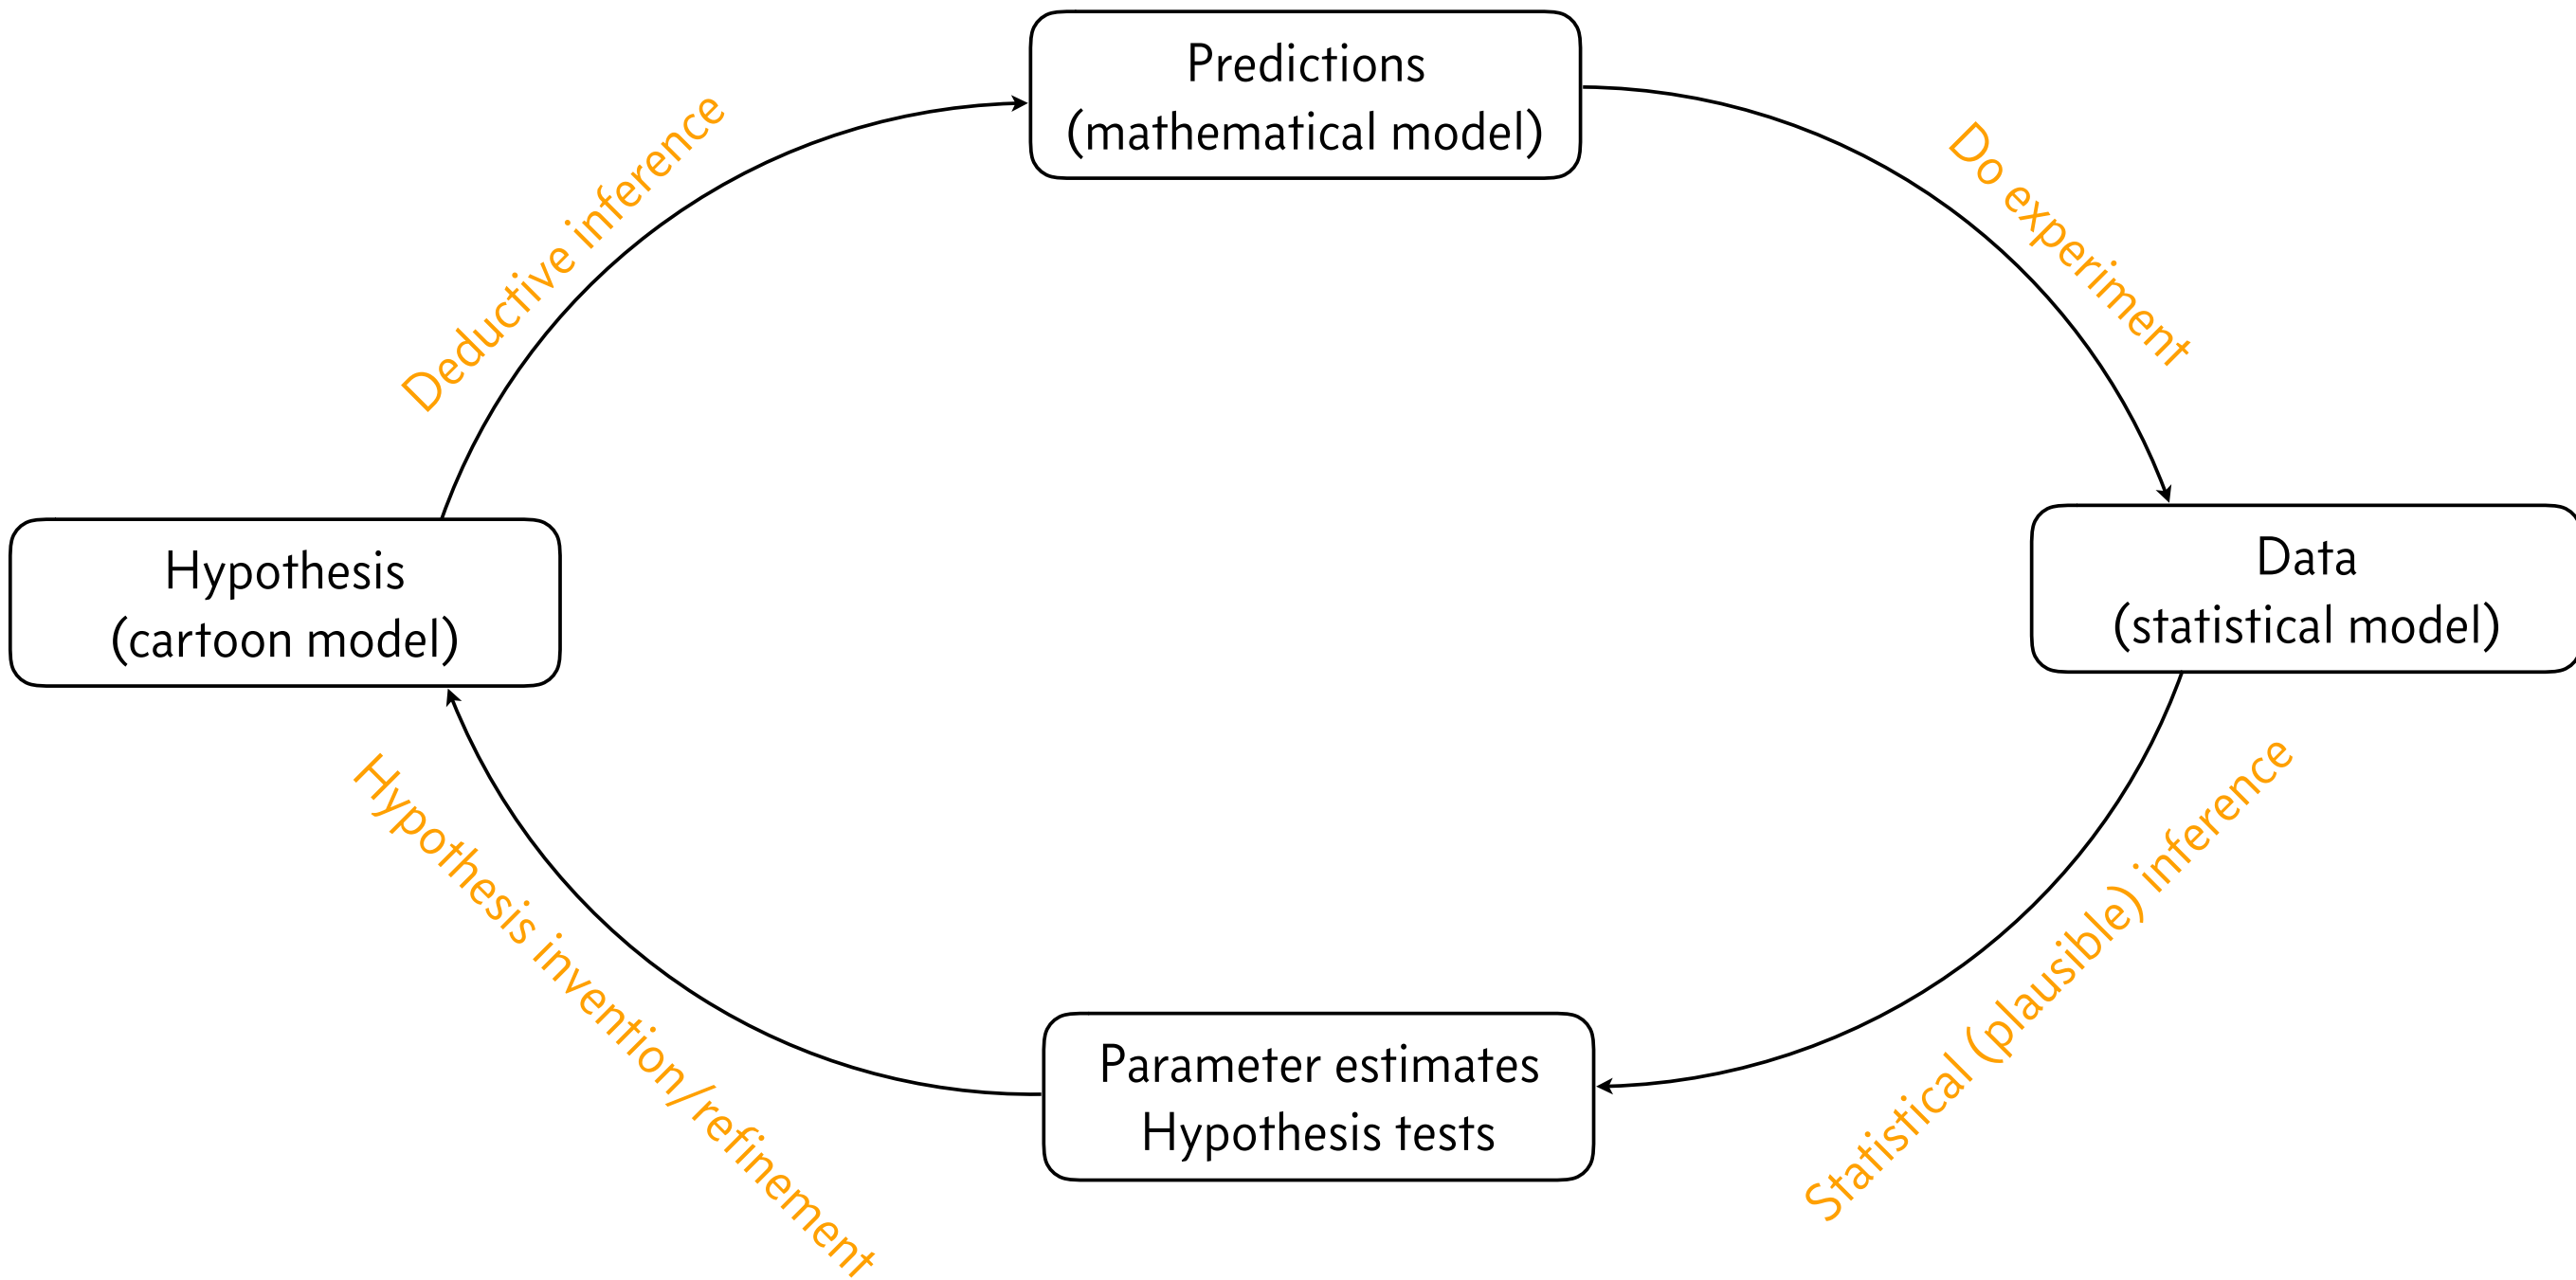 Predictions
(mathematical model)
Deductive inference
Do experiment
Hypothesis
(cartoon model)
Data
(statistical model)
Hypothesis invention/refinement
Statistical (plausible) inference
Parameter estimates
Hypothesis tests